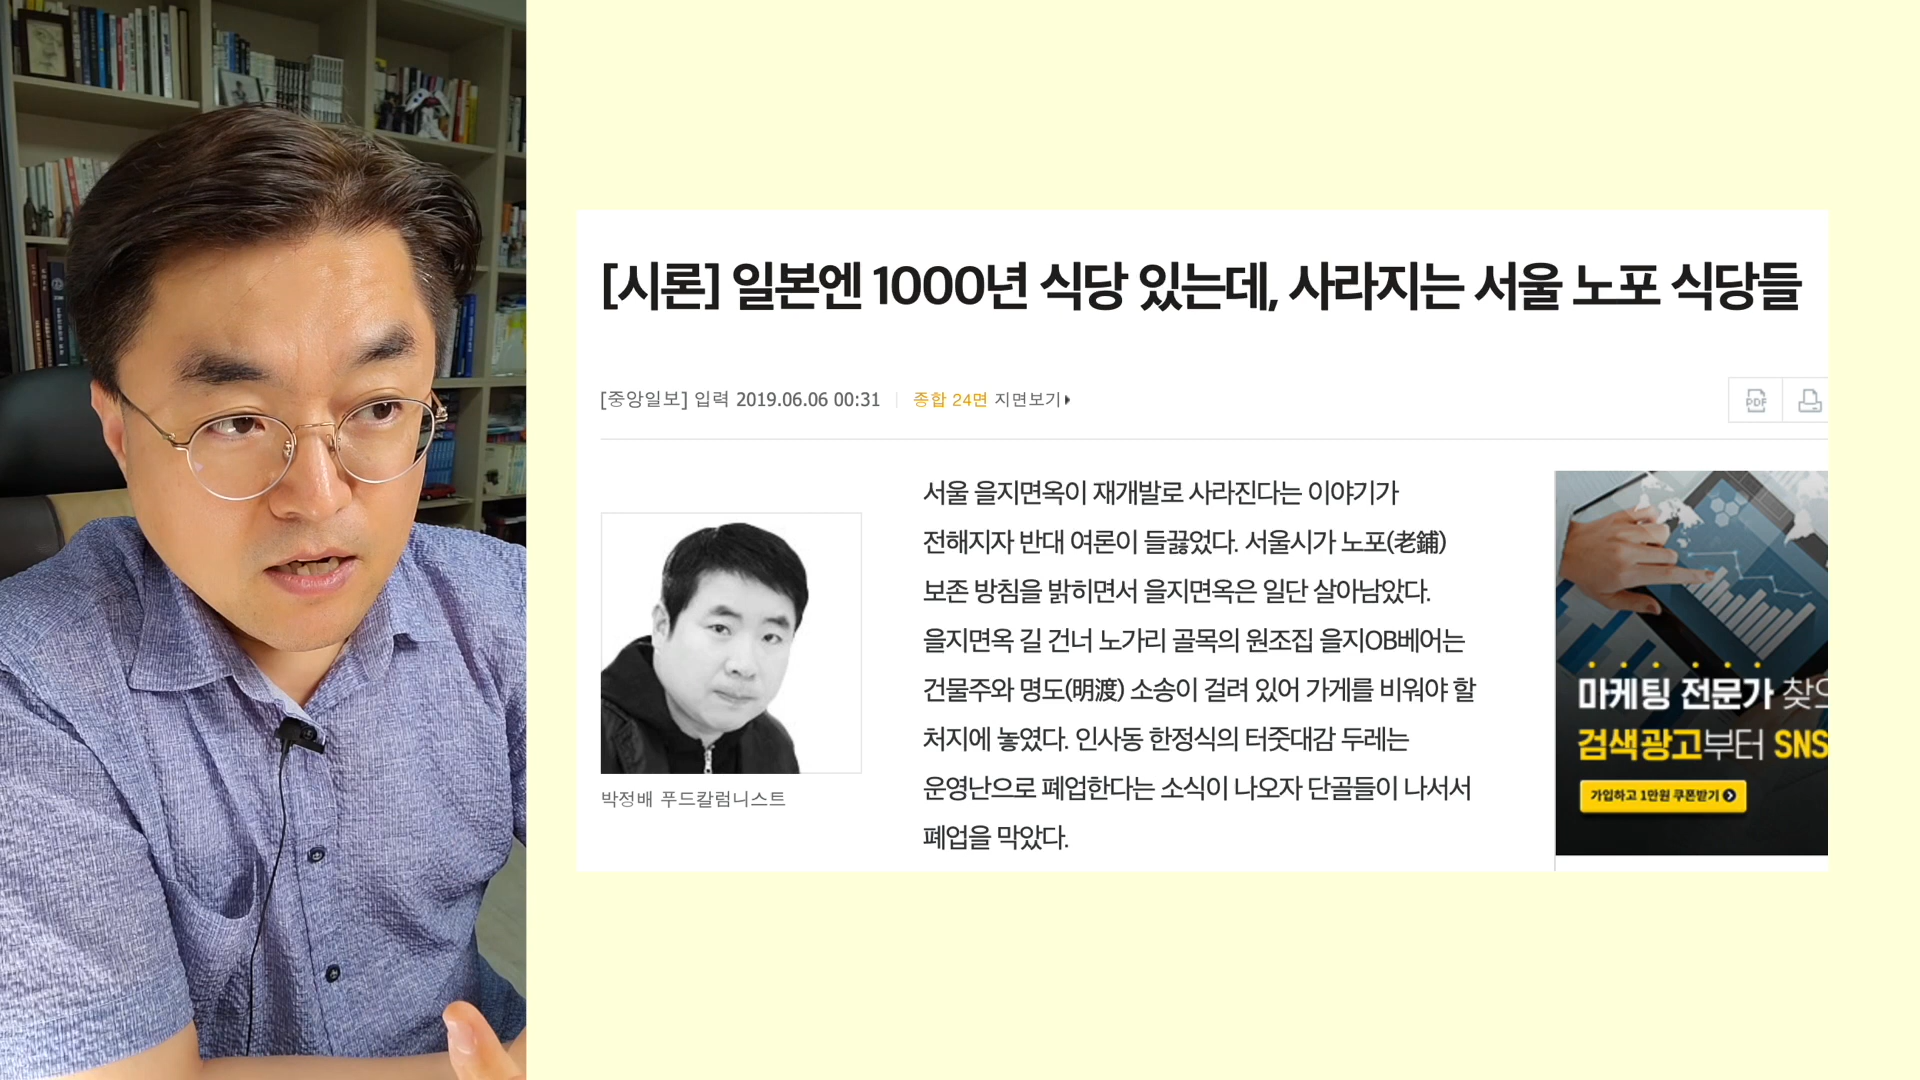 [시론] 일본엔 1000년 식당 있는데, 사라지는 서울 노포 식당들
[중앙일보] 입력 2019.06.06 00:31
종합 24면 지면보기
PDF
서울 을지면옥이 재개발로 사라진다는 이야기가
전해지자 반대 여론이 들끓었다. 서울시가 노포(老鋪)
보존 방침을 밝히면서 을지면옥은 일단 살아남았다.
을지면옥 길 건너 노가리 골목의 원조집 을지OB베어는
건물주와 명도(明渡) 소송이 걸려 있어 가게를 비워야 할
처지에 놓였다. 인사동 한정식의 터줏대감 두레는
운영난으로 폐업한다는 소식이 나오자 단골들이 나서서
폐업을 막았다.
박정배 푸드칼럼니스트
마케팅 전문가 찾으
검색광고부터 SNS
가입하고 1만원 쿠폰받기